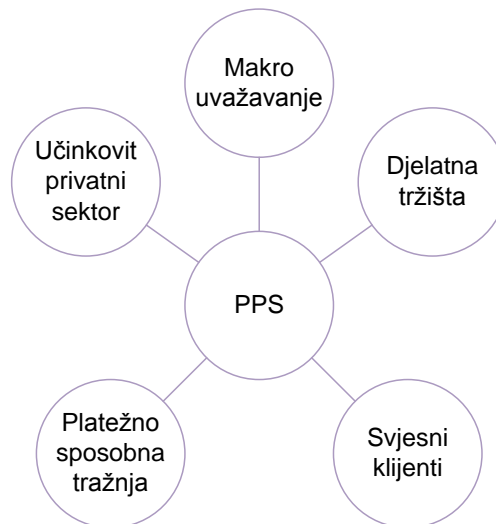 Makro
uvažavanje
Učinkovit
privatni
sektor
Djelatna
tržišta
PPS
Platežno
sposobna
tražnja
Svjesni
klijenti